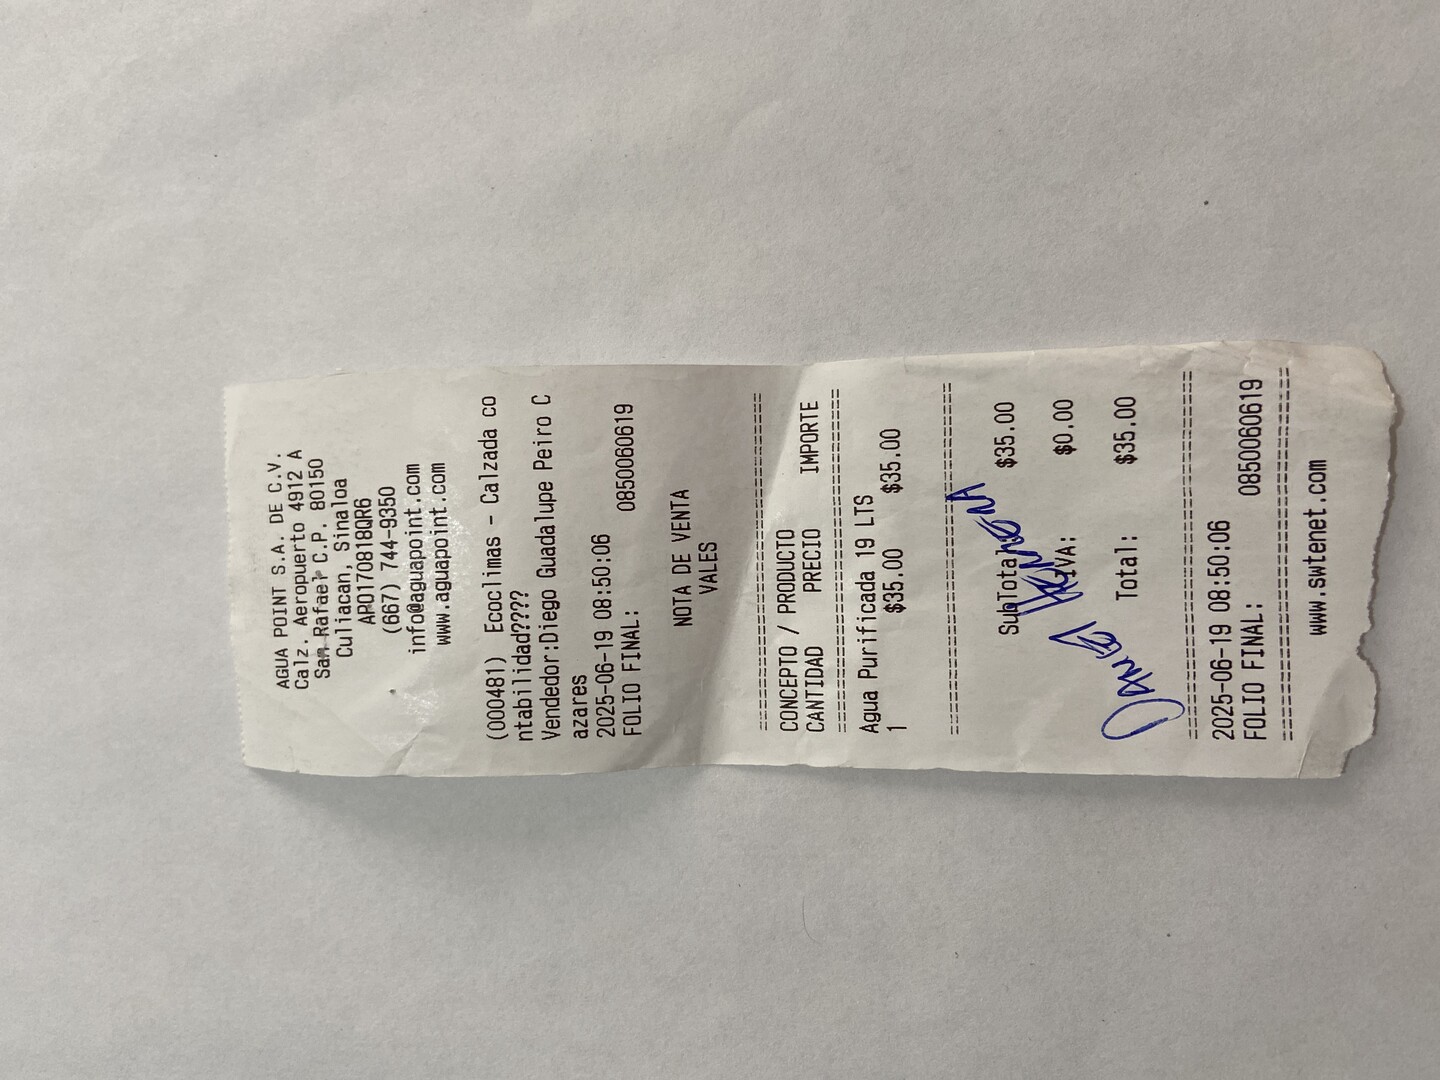 AGUA POINT S.A. DE C.V.
Calz. Aeropuerto 4912 A
San Rafael C.P. 80150
Culiacan, Sinaloa
APO170818QR6
(667) 744-9350
info@aguapoint.com
www.aguapoint.com
(000481)  Ecoclimas - Calzada co
ntabilidad????
Vendedor:Diego Guadalupe Peiro C
azares
2025-06-19 08:50:06
FOLIO FINAL: 0850060619
NOTA DE VENTA
VALES
================================
CONCEPTO / PRODUCTO
CANTIDAD PRECIO IMPORTE
================================
Agua Purificada 19 LTS
1 $35.00 $35.00
================================
SubTotal: $35.00
IVA: $0.00
Total: $35.00
Daniel
================================
2025-06-19 08:50:06
FOLIO FINAL: 0850060619
================================
www.swtenet.com